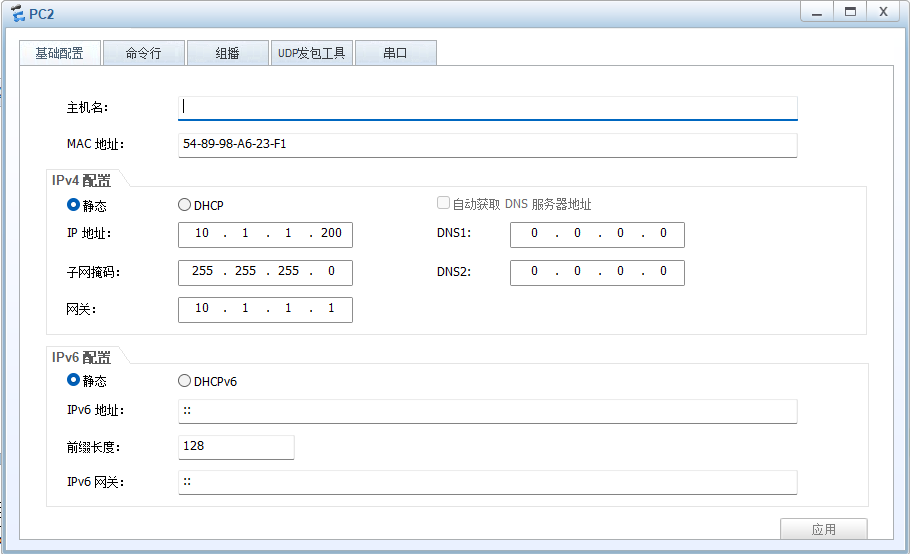 PC2
基础配置 命令行 组播 UDP发包工具 串口
主机名:
MAC 地址: 54-89-98-A6-23-F1
IPv4 配置
静态 DHCP 自动获取 DNS 服务器地址
IP 地址: 10 . 1 . 1 . 200 DNS1: 0 . 0 . 0 . 0
子网掩码: 255 . 255 . 255 . 0 DNS2: 0 . 0 . 0 . 0
网关: 10 . 1 . 1 . 1
IPv6 配置
静态 DHCPv6
IPv6 地址: ::
前缀长度: 128
IPv6 网关: ::
应用